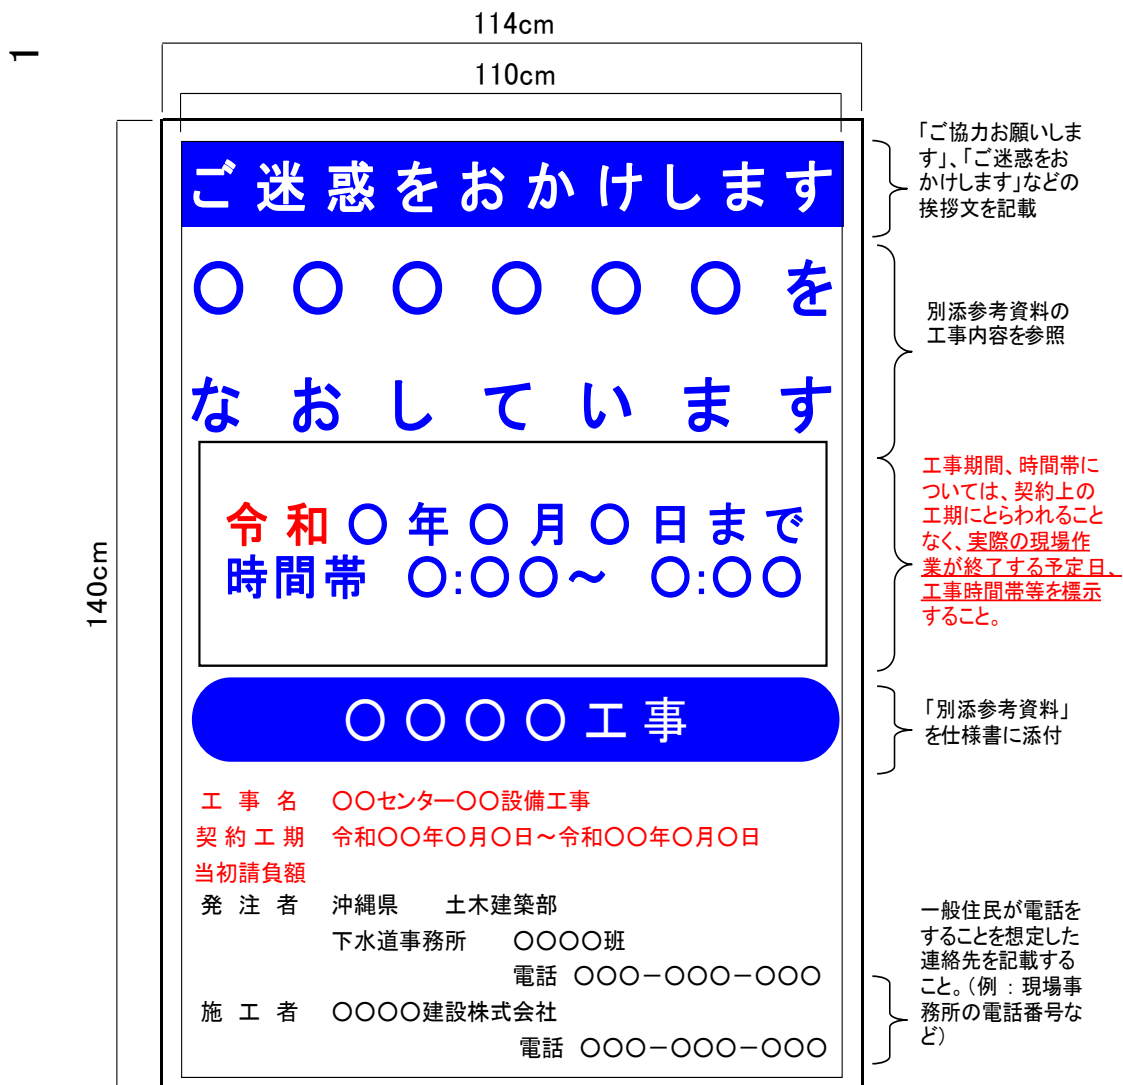 1
114cm
110cm
140cm
ご迷惑をおかけします
〇〇〇〇〇〇を
なおしています
令和〇年〇月〇日まで
時間帯　〇:〇〇～　〇:〇〇
〇〇〇〇工事
工事名　〇〇センター〇〇設備工事
契約工期　令和〇〇年〇月〇日～令和〇〇年〇月〇日
当初請負額
発注者　沖縄県　土木建築部
下水道事務所　〇〇〇〇班
電話　〇〇〇－〇〇〇－〇〇〇
施工者　〇〇〇〇建設株式会社
電話　〇〇〇－〇〇〇－〇〇〇
「ご協力お願いしま
す」、「ご迷惑をお
かけします」などの
挨拶文を記載
別添参考資料の
工事内容を参照
工事期間、時間帯に
ついては、契約上の
工期にとらわれること
なく、実際の現場作
業が終了する予定日、
工事時間帯等を標示
すること。
「別添参考資料」
を仕様書に添付
一般住民が電話を
することを想定した
連絡先を記載する
こと。（例：現場事
務所の電話番号な
ど）